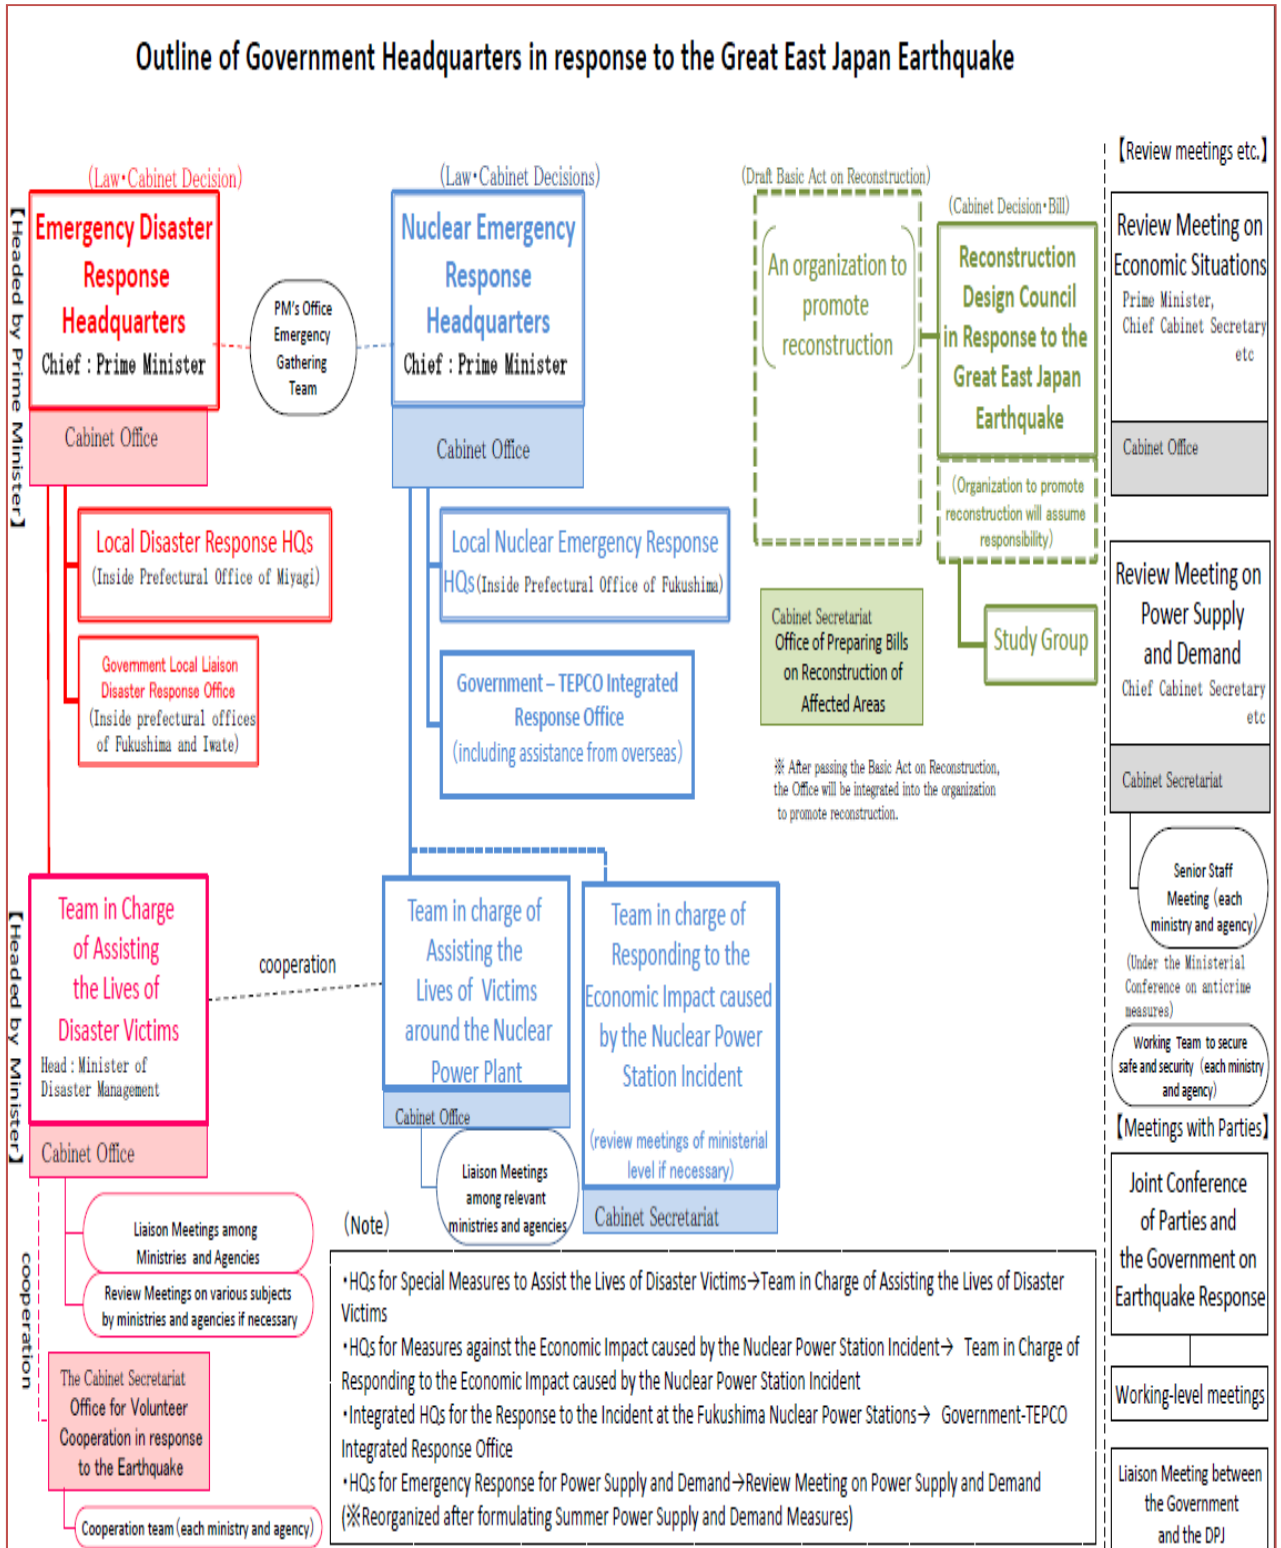 Outline of Government Headquarters in response to the Great East Japan Earthquake
【Headed by Prime Minister】
(Law・Cabinet Decision)
Emergency Disaster
Response
Headquarters
Chief : Prime Minister
Cabinet Office
PM's Office
Emergency
Gathering
Team
(Law・Cabinet Decisions)
Nuclear Emergency
Response
Headquarters
Chief : Prime Minister
Cabinet Office
Local Disaster Response HQs
(Inside Prefectural Office of Miyagi)
Government Local Liaison
Disaster Response Office
(Inside prefectural offices
of Fukushima and Iwate)
Local Nuclear Emergency Response
HQs(Inside Prefectural Office of Fukushima)
Government – TEPCO Integrated
Response Office
(including assistance from overseas)
(Draft Basic Act on Reconstruction)
An organization to
promote
reconstruction
(Cabinet Decision・Bill)
Reconstruction
Design Council
in Response to the
Great East Japan
Earthquake
(Organization to promote
reconstruction will assume
responsibility)
Study Group
Cabinet Secretariat
Office of Preparing Bills
on Reconstruction of
Affected Areas
※ After passing the Basic Act on Reconstruction,
the Office will be integrated into the organization
to promote reconstruction.
【Headed by Minister】
Team in Charge
of Assisting
the Lives of
Disaster Victims
Head : Minister of
Disaster Management
Cabinet Office
cooperation
Team in charge of
Assisting the
Lives of Victims
around the Nuclear
Power Plant
Cabinet Office
Liaison Meetings
among relevant
ministries and agencies
Team in charge of
Responding to the
Economic Impact caused
by the Nuclear Power
Station Incident
(review meetings of ministerial
level if necessary)
Cabinet Secretariat
Liaison Meetings among
Ministries and Agencies
Review Meetings on various subjects
by ministries and agencies if necessary
cooperation
The Cabinet Secretariat
Office for Volunteer
Cooperation in response
to the Earthquake
Cooperation team(each ministry and agency)
(Note)
・HQs for Special Measures to Assist the Lives of Disaster Victims→Team in Charge of Assisting the Lives of Disaster
Victims
・HQs for Measures against the Economic Impact caused by the Nuclear Power Station Incident→ Team in Charge of
Responding to the Economic Impact caused by the Nuclear Power Station Incident
・Integrated HQs for the Response to the Incident at the Fukushima Nuclear Power Stations→ Government-TEPCO
Integrated Response Office
・HQs for Emergency Response for Power Supply and Demand→Review Meeting on Power Supply and Demand
(※Reorganized after formulating Summer Power Supply and Demand Measures)
【Review meetings etc.】
Review Meeting on
Economic Situations
Prime Minister,
Chief Cabinet Secretary
etc
Cabinet Office
Review Meeting on
Power Supply
and Demand
Chief Cabinet Secretary
etc
Cabinet Secretariat
Senior Staff
Meeting (each
ministry and agency)
(Under the Ministerial
Conference on anticrime
measures)
Working Team to secure
safe and security (each ministry
and agency)
【Meetings with Parties】
Joint Conference
of Parties and
the Government on
Earthquake Response
Working-level meetings
Liaison Meeting between
the Government
and the DPJ